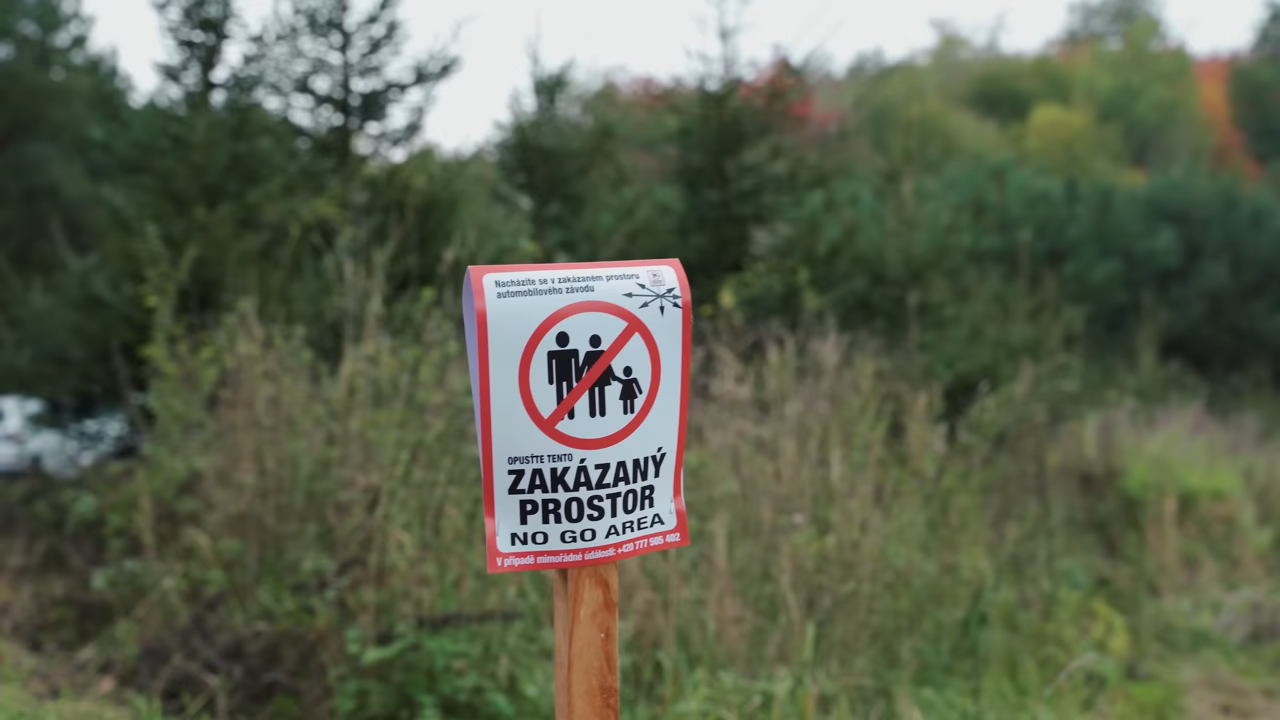 Nacházíte se v zakázaném prostoru
automobilového závodu
OPUSŤTE TENTO
ZAKÁZANÝ
PROSTOR
NO GO AREA
V případě mimořádné události: +420 777 505 402